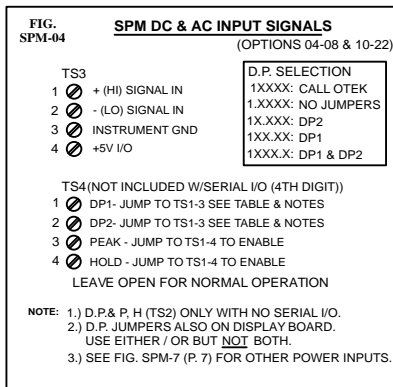 FIG.
SPM-04
SPM DC & AC INPUT SIGNALS
(OPTIONS 04-08 & 10-22)
TS3
1 + (HI) SIGNAL IN
2 - (LO) SIGNAL IN
3 INSTRUMENT GND
4 +5V I/O
D.P. SELECTION
1XXXX: CALL OTEK
1.XXXX: NO JUMPERS
1X.XXX: DP2
1XX.XX: DP1
1XXX.X: DP1 & DP2
TS4(NOT INCLUDED W/SERIAL I/O (4TH DIGIT))
1 DP1- JUMP TO TS1-3 SEE TABLE & NOTES
2 DP2- JUMP TO TS1-3 SEE TABLE & NOTES
3 PEAK - JUMP TO TS1-4 TO ENABLE
4 HOLD - JUMP TO TS1-4 TO ENABLE
LEAVE OPEN FOR NORMAL OPERATION
NOTE: 1.) D.P.& P, H (TS2) ONLY WITH NO SERIAL I/O.
2.) D.P. JUMPERS ALSO ON DISPLAY BOARD.
USE EITHER / OR BUT NOT BOTH.
3.) SEE FIG. SPM-7 (P. 7) FOR OTHER POWER INPUTS.